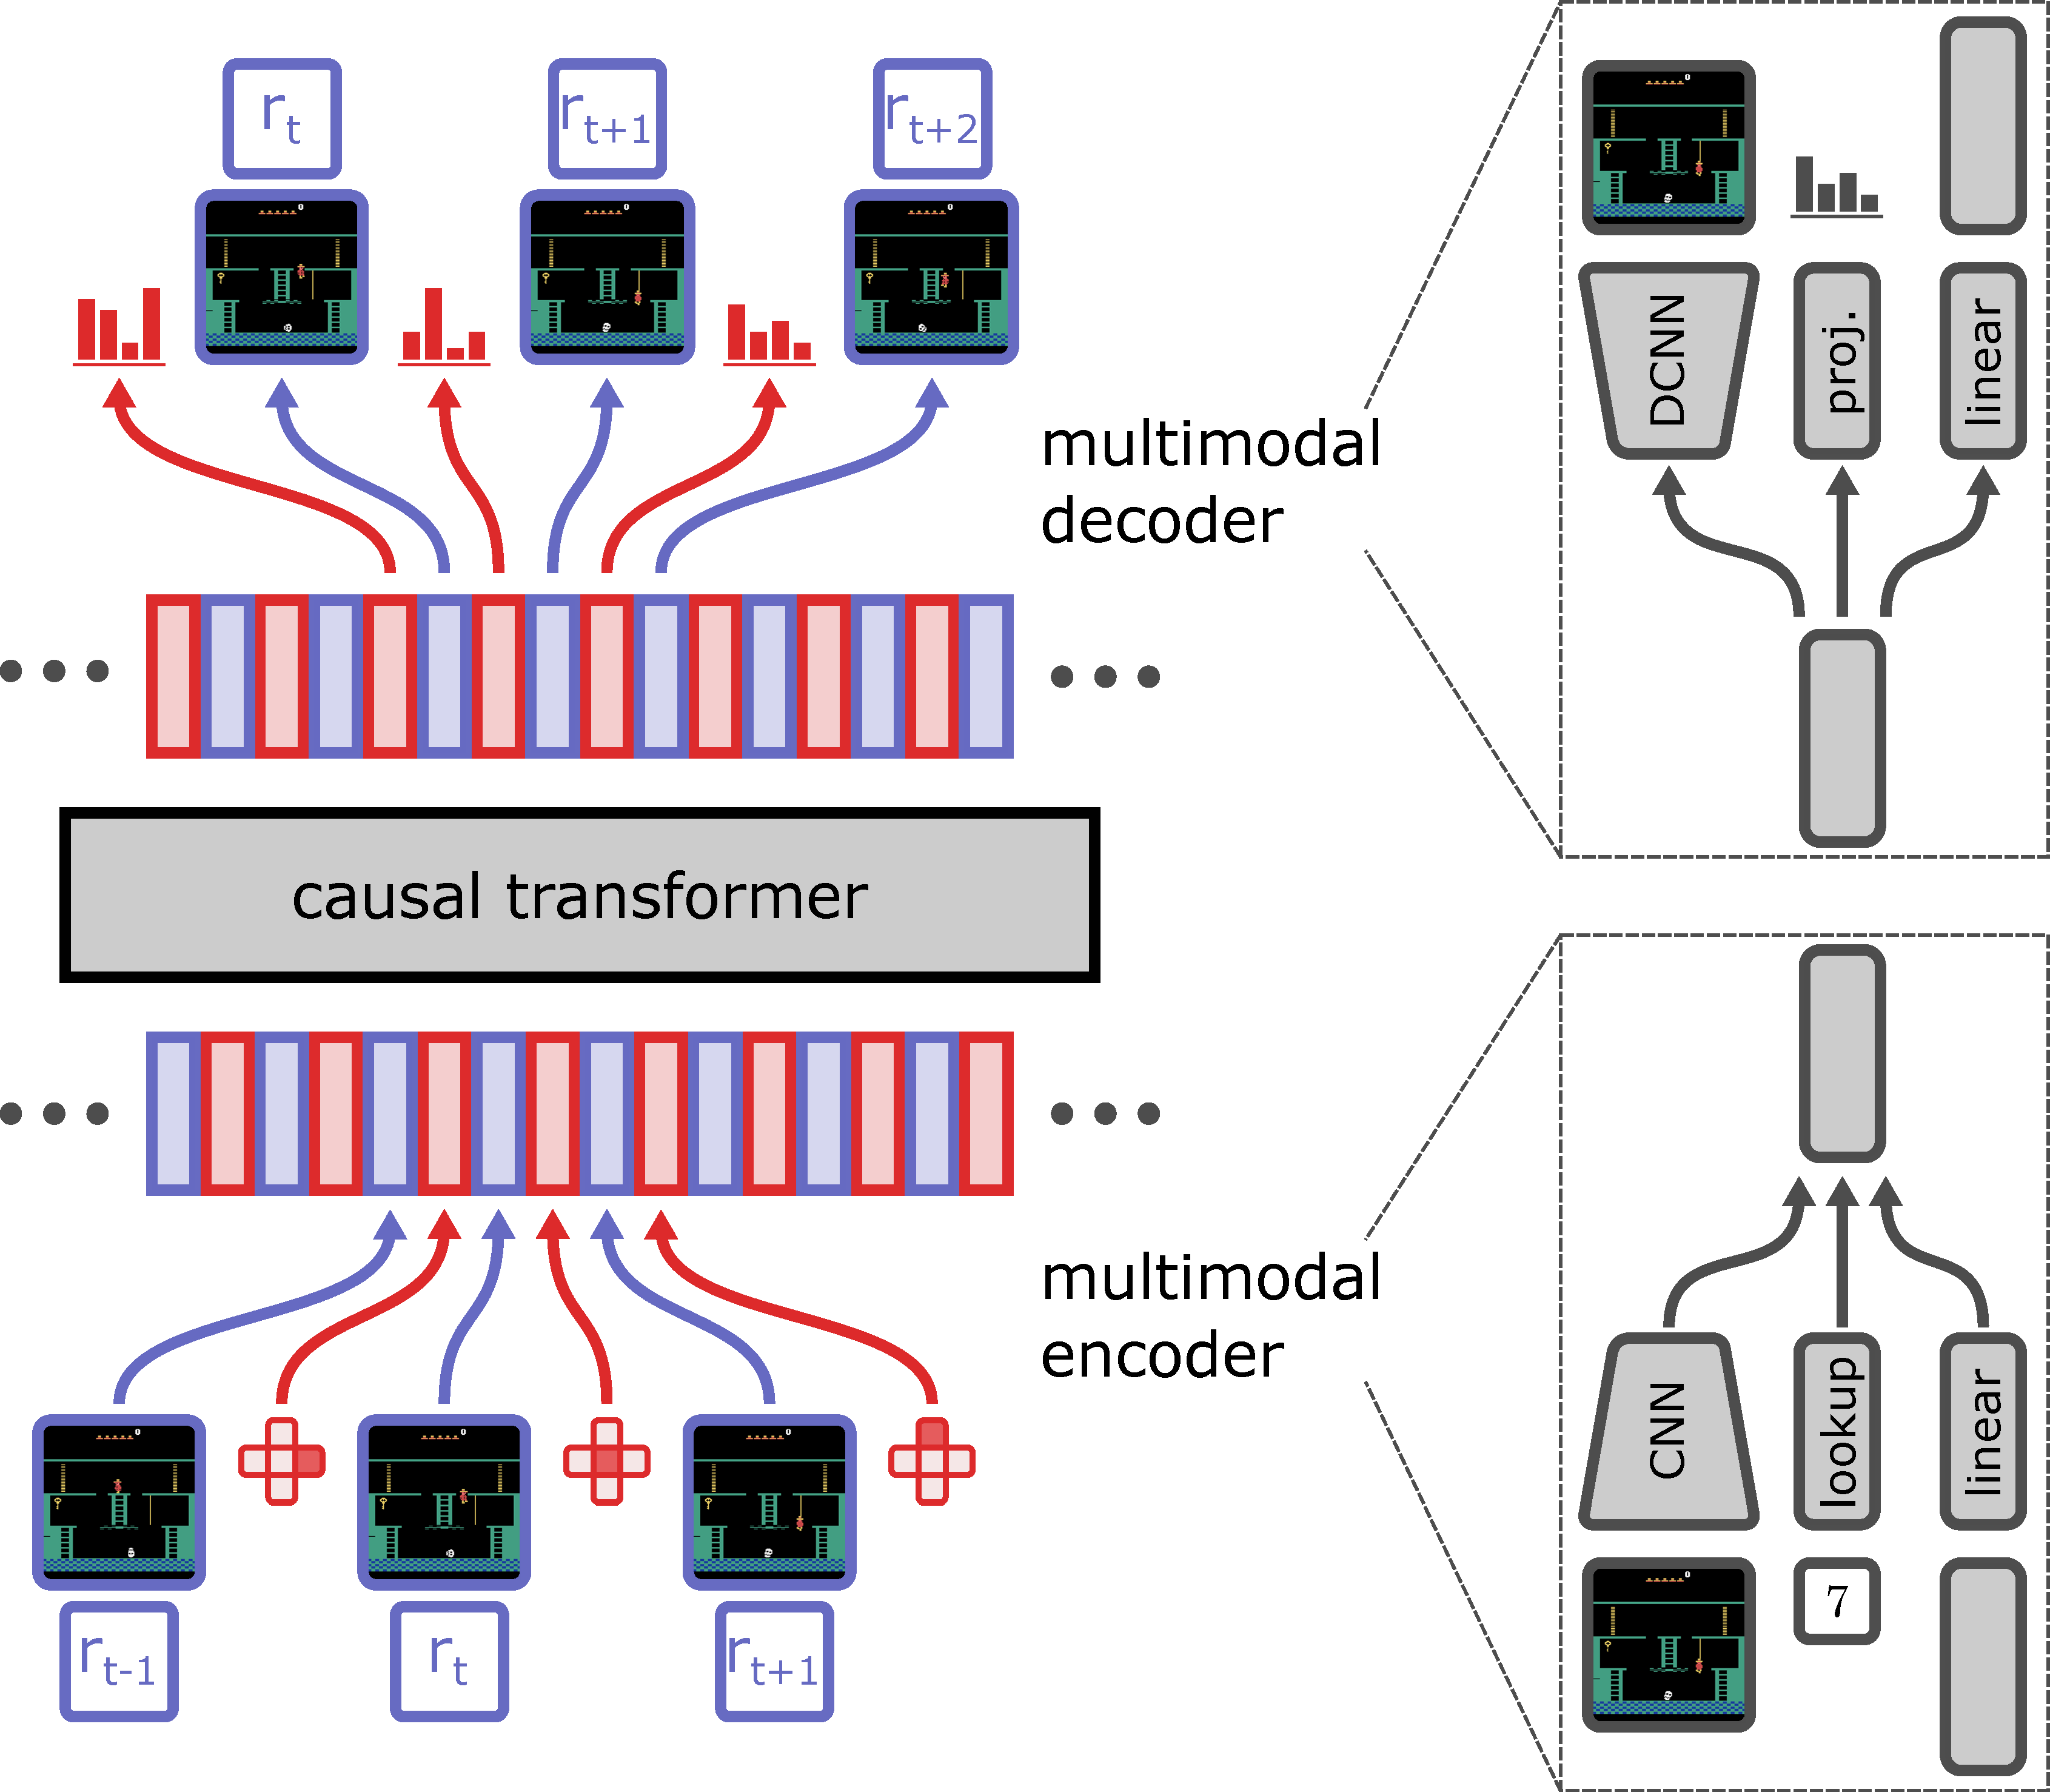 r_t
r_{t+1}
r_{t+2}
multimodal
decoder
DCNN
proj.
linear
causal transformer
multimodal
encoder
CNN
lookup
linear
7
r_{t-1}
r_t
r_{t+1}